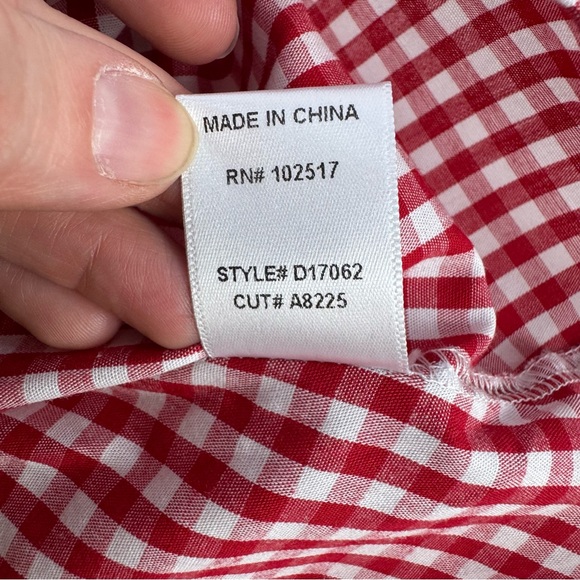 MADE IN CHINA
RN# 102517
STYLE# D17062
CUT# A8225